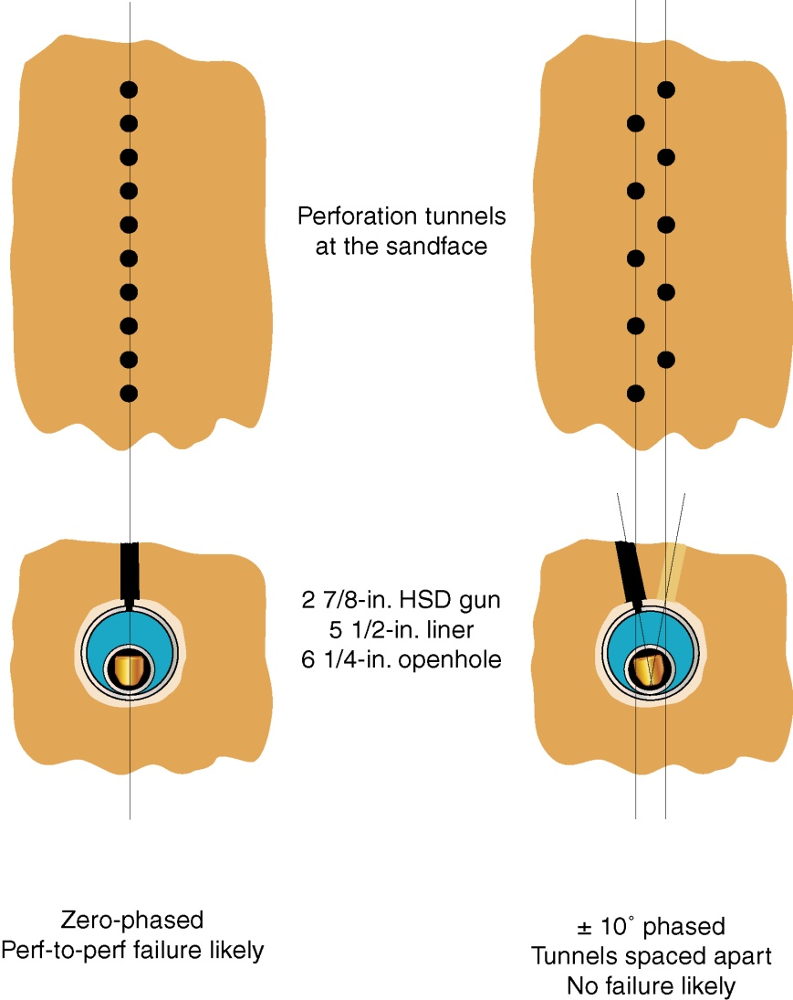 Perforation tunnels
at the sandface
2 7/8-in. HSD gun
5 1/2-in. liner
6 1/4-in. openhole
Zero-phased
Perf-to-perf failure likely
± 10° phased
Tunnels spaced apart
No failure likely